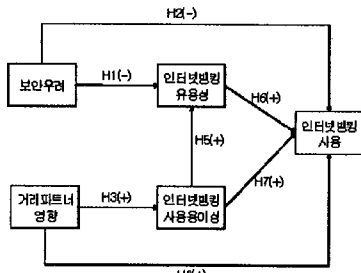 H2(-)
보안우려
H1(-)
인터넷뱅킹
유용성
H6(+)
인터넷뱅킹
사용
H5(+)
H7(+)
거래파트너
영향
H3(+)
인터넷뱅킹
사용용이성